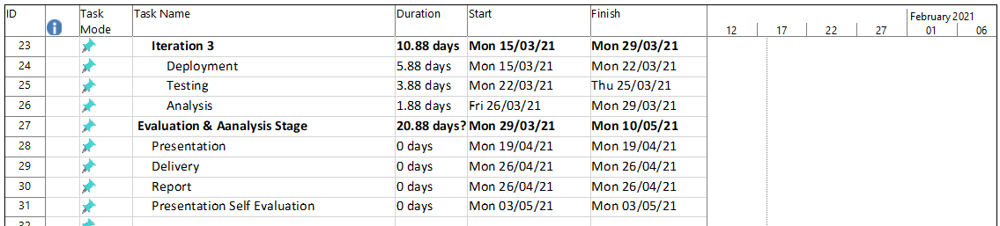 ID Task Mode Task Name Duration Start Finish February 2021
12 17 22 27 01 06
23 Iteration 3 10.88 days Mon 15/03/21 Mon 29/03/21
24 Deployment 5.88 days Mon 15/03/21 Mon 22/03/21
25 Testing 3.88 days Mon 22/03/21 Thu 25/03/21
26 Analysis 1.88 days Fri 26/03/21 Mon 29/03/21
27 Evaluation & Aanalysis Stage 20.88 days? Mon 29/03/21 Mon 10/05/21
28 Presentation 0 days Mon 19/04/21 Mon 19/04/21
29 Delivery 0 days Mon 26/04/21 Mon 26/04/21
30 Report 0 days Mon 26/04/21 Mon 26/04/21
31 Presentation Self Evaluation 0 days Mon 03/05/21 Mon 03/05/21